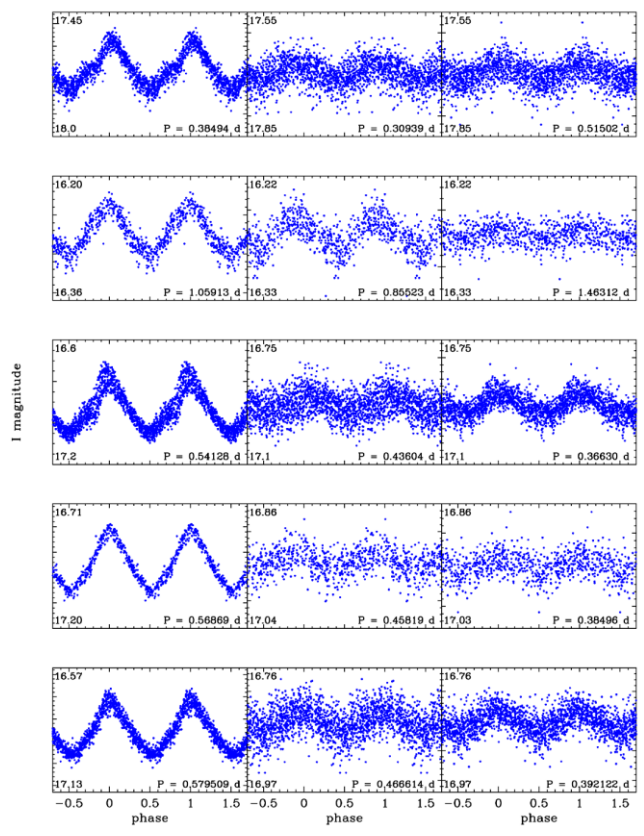 17.45 17.55 17.55
18.0 P = 0.38494 d 17.85 P = 0.30939 d 17.85 P = 0.51502 d
16.20 16.22 16.22
16.36 P = 1.05913 d 16.33 P = 0.85523 d 16.33 P = 1.46312 d
16.6 16.75 16.75
I magnitude
17.2 P = 0.54128 d 17.1 P = 0.43604 d 17.1 P = 0.36630 d
16.71 16.86 16.86
17.20 P = 0.56869 d 17.04 P = 0.45819 d 17.03 P = 0.38496 d
16.57 16.76 16.76
17.13 P = 0.579509 d 16.97 P = 0.466614 d 16.97 P = 0.392122 d
−0.5 0 0.5 1 1.5 −0.5 0 0.5 1 1.5 −0.5 0 0.5 1 1.5
phase phase phase